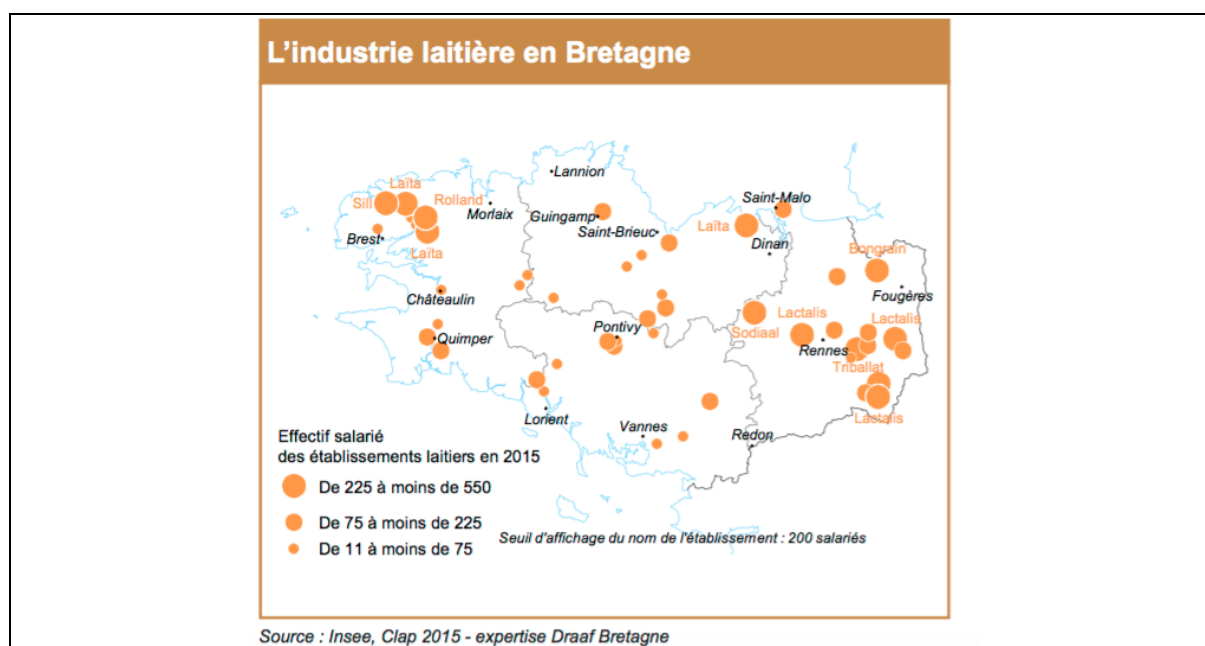 L'industrie laitière en Bretagne
Lannion
Laïta
Saint-Malo
Sill
Rolland
Morlaix
Guingamp
Saint-Brieuc
Laïta
Brest
Laïta
Dinan
Bongrain
Châteaulin
Fougères
Lactalis
Lactalis
Pontivy
Sodiaal
Quimper
Rennes
Triballat
Lorient
Lactalis
Vannes
Redon
Effectif salarié
des établissements laitiers en 2015
De 225 à moins de 550
De 75 à moins de 225
De 11 à moins de 75
Seuil d'affichage du nom de l'établissement : 200 salariés
Source : Insee, Clap 2015 - expertise Draaf Bretagne